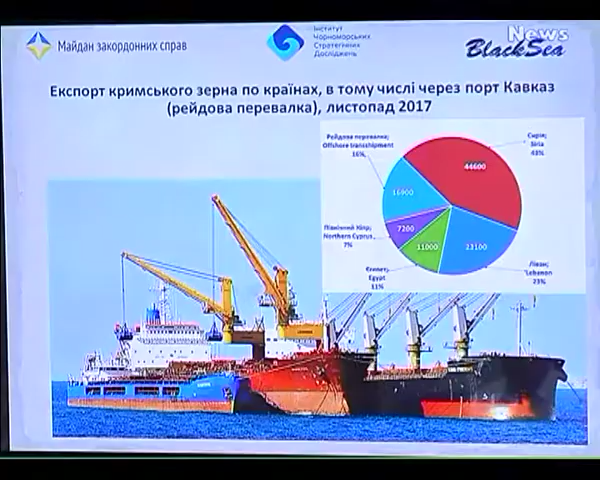 Майдан закордонних справ
Інститут
Чорноморських
Стратегічних
Досліджень
News
BlackSea
Експорт кримського зерна по країнах, в тому числі через порт Кавказ
(рейдова перевалка), листопад 2017
Рейдова перевалка;
Offshore transshipment
16%
Сирія;
Siria
43%
44600
16900
7200
11000
23100
Північний Кіпр;
Northern Cyprus;
7%
Єгипет;
Egypt
11%
Ліван;
Lebanon
23%